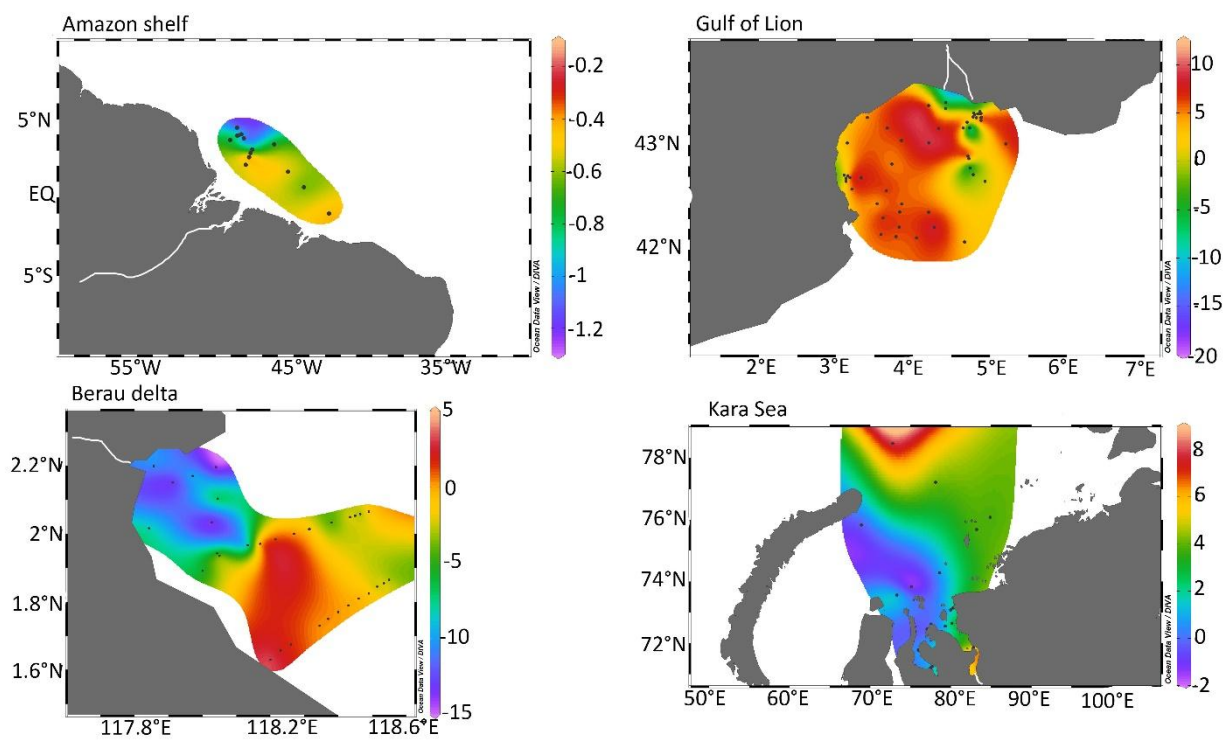 Amazon shelf
5°N
EQ
5°S
55°W
45°W
35°W
-0.2
-0.4
-0.6
-0.8
-1
-1.2
Ocean Data View / DIVA
Gulf of Lion
43°N
42°N
2°E
3°E
4°E
5°E
6°E
7°E
10
5
0
-5
-10
-15
-20
Ocean Data View / DIVA
Berau delta
2.2°N
2°N
1.8°N
1.6°N
117.8°E
118.2°E
118.6°E
5
0
-5
-10
-15
Ocean Data View / DIVA
Kara Sea
78°N
76°N
74°N
72°N
50°E
60°E
70°E
80°E
90°E
100°E
8
6
4
2
0
-2
Ocean Data View / DIVA